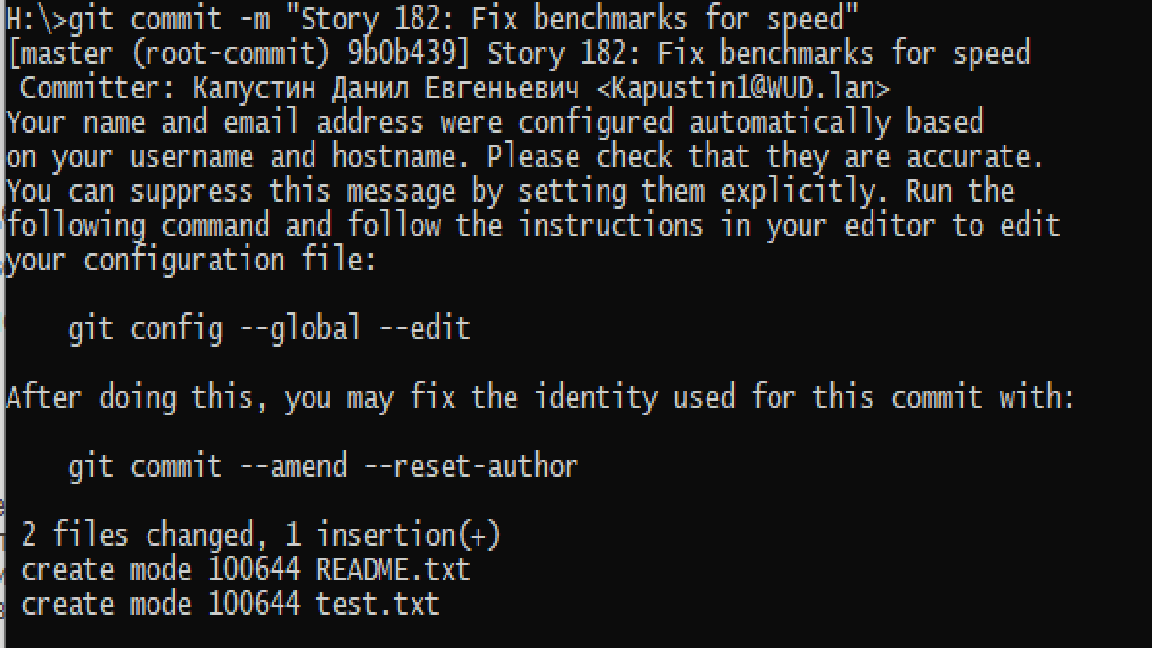 H:\>git commit -m "Story 182: Fix benchmarks for speed"
[master (root-commit) 9b0b439] Story 182: Fix benchmarks for speed
 Committer: Капустин Данил Евгеньевич <Kapustin1@WUD.lan>
Your name and email address were configured automatically based
on your username and hostname. Please check that they are accurate.
You can suppress this message by setting them explicitly. Run the
following command and follow the instructions in your editor to edit
your configuration file:

    git config --global --edit

After doing this, you may fix the identity used for this commit with:

    git commit --amend --reset-author

 2 files changed, 1 insertion(+)
 create mode 100644 README.txt
 create mode 100644 test.txt